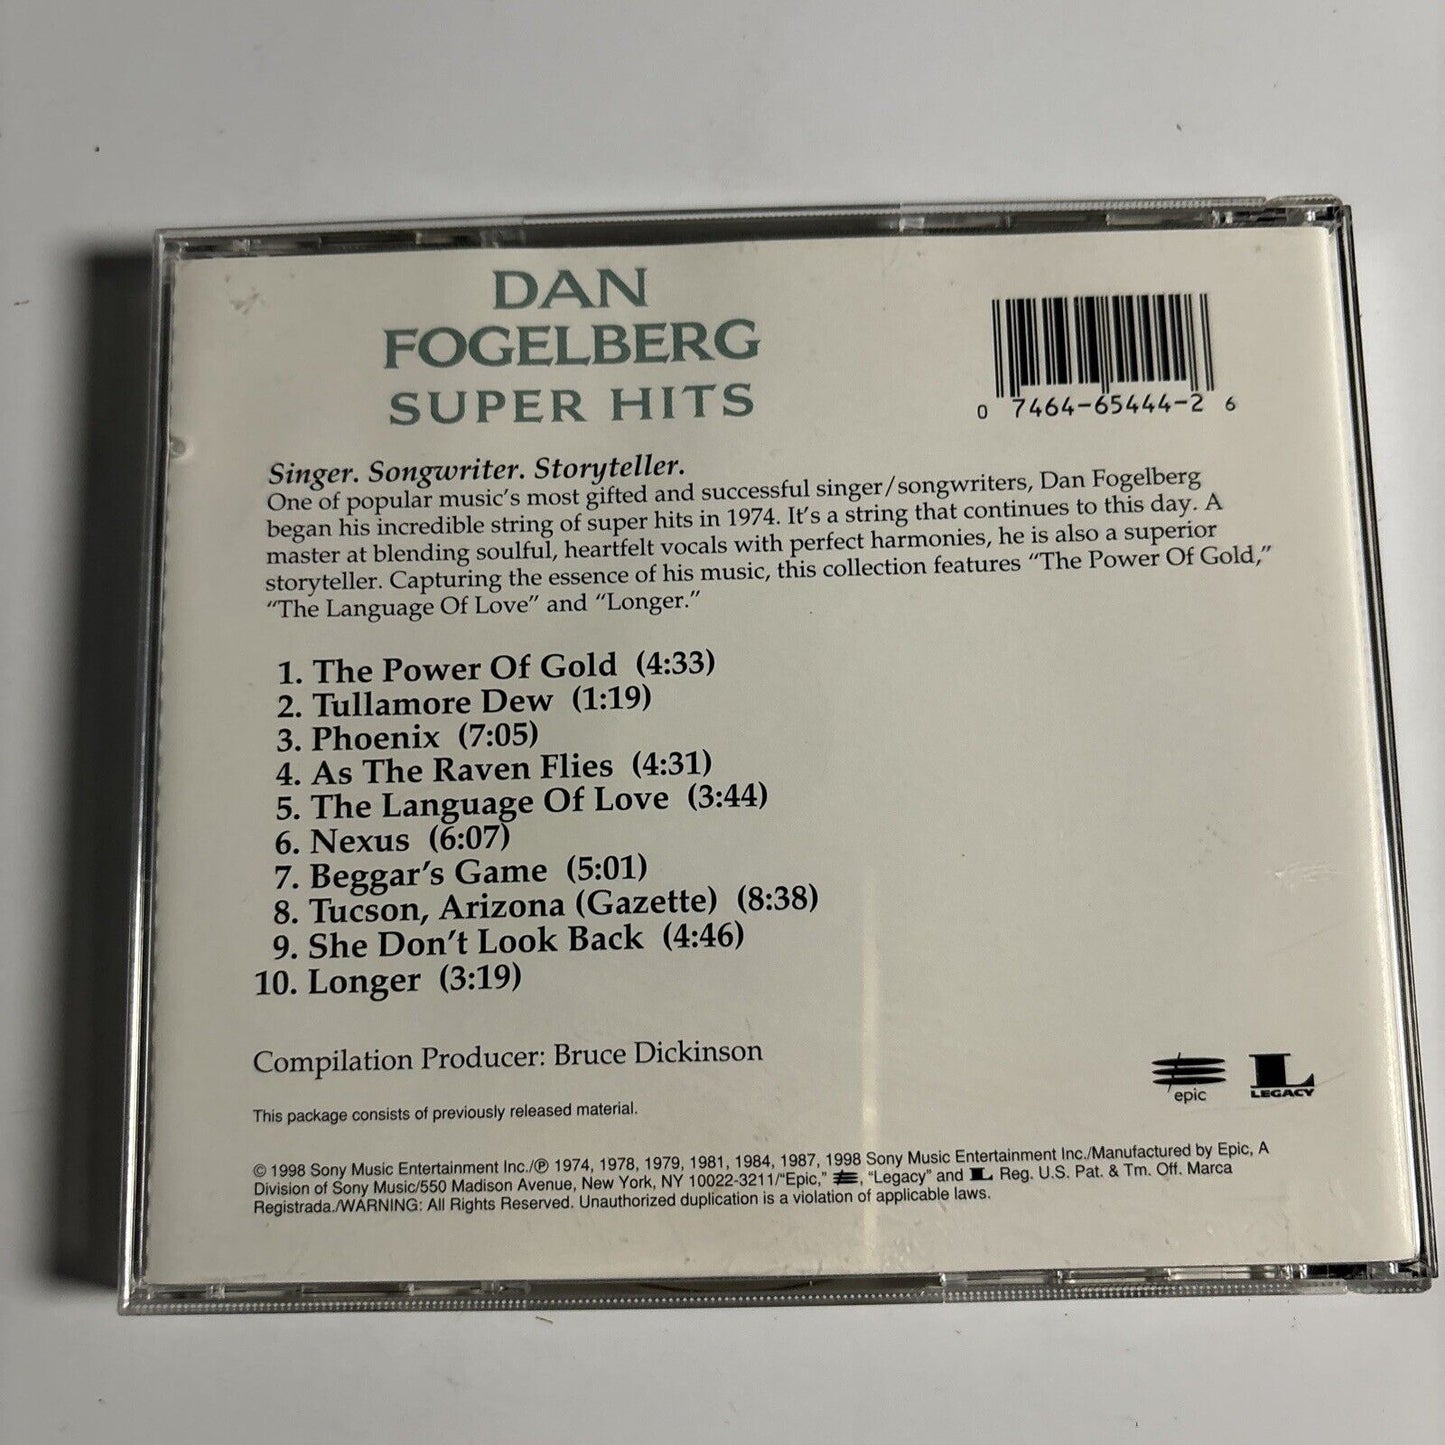 DAN
FOGELBERG
SUPER HITS
0 7464-65444-2 6
Singer. Songwriter. Storyteller.
One of popular music's most gifted and successful singer/songwriters, Dan Fogelberg
began his incredible string of super hits in 1974. It's a string that continues to this day. A
master at blending soulful, heartfelt vocals with perfect harmonies, he is also a superior
storyteller. Capturing the essence of his music, this collection features “The Power Of Gold,”
“The Language Of Love” and “Longer.”
1. The Power Of Gold (4:33)
2. Tullamore Dew (1:19)
3. Phoenix (7:05)
4. As The Raven Flies (4:31)
5. The Language Of Love (3:44)
6. Nexus (6:07)
7. Beggar's Game (5:01)
8. Tucson, Arizona (Gazette) (8:38)
9. She Don't Look Back (4:46)
10. Longer (3:19)
Compilation Producer: Bruce Dickinson
epic
L
LEGACY
This package consists of previously released material.
© 1998 Sony Music Entertainment Inc./℗ 1974, 1978, 1979, 1981, 1984, 1987, 1998 Sony Music Entertainment Inc./Manufactured by Epic, A
Division of Sony Music/550 Madison Avenue, New York, NY 10022-3211/“Epic,” , “Legacy” and L Reg. U.S. Pat. & Tm. Off. Marca
Registrada./WARNING: All Rights Reserved. Unauthorized duplication is a violation of applicable laws.